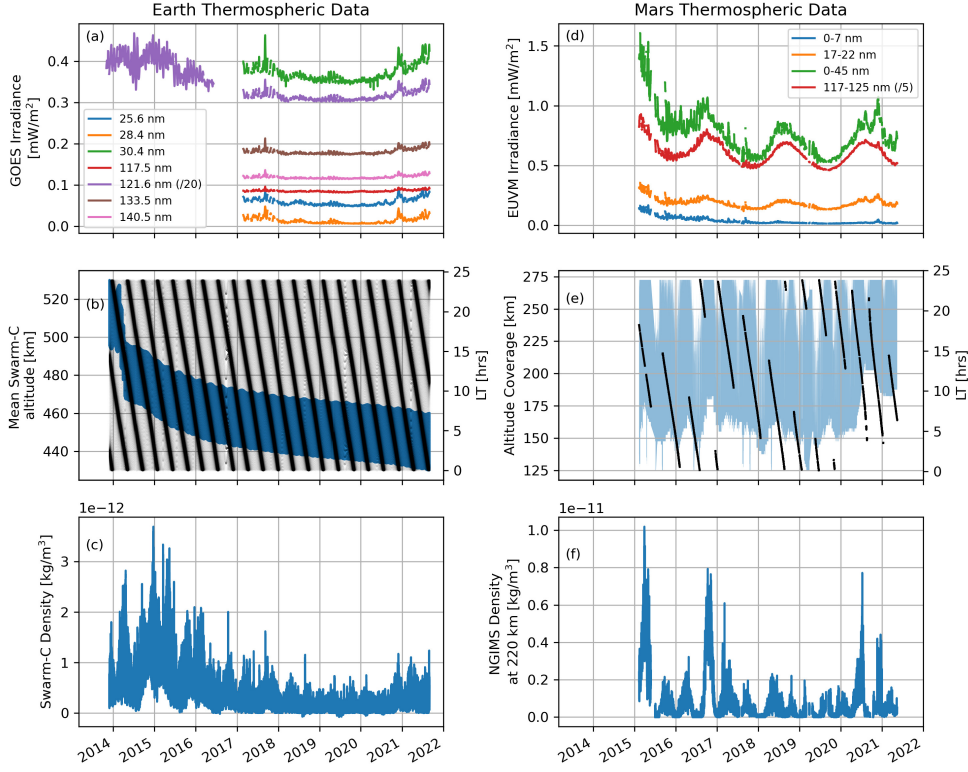 Earth Thermospheric Data
(a)
GOES Irradiance
[mW/m²]
0.4
0.3
0.2
0.1
0.0
25.6 nm
28.4 nm
30.4 nm
117.5 nm
121.6 nm (/20)
133.5 nm
140.5 nm
Mars Thermospheric Data
(d)
EUVM Irradiance [mW/m²]
1.5
1.0
0.5
0.0
0-7 nm
17-22 nm
0-45 nm
117-125 nm (/5)
(b)
Mean Swarm-C
altitude [km]
520
500
480
460
440
25
20
15
10
5
0
LT [hrs]
(e)
Altitude Coverage [km]
275
250
225
200
175
150
125
25
20
15
10
5
0
LT [hrs]
1e−12
(c)
Swarm-C Density [kg/m³]
3
2
1
0
2014 2015 2016 2017 2018 2019 2020 2021 2022
1e−11
(f)
NGIMS Density
at 220 km [kg/m³]
1.0
0.8
0.6
0.4
0.2
0.0
2014 2015 2016 2017 2018 2019 2020 2021 2022